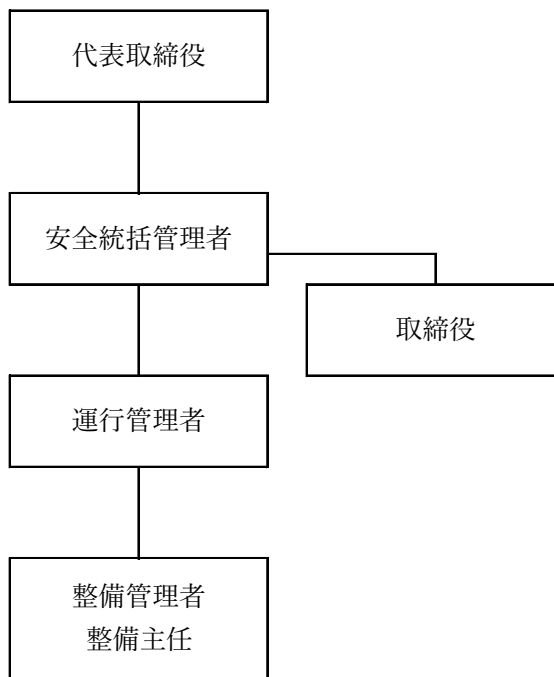 代表取締役
安全統括管理者
取締役
運行管理者
整備管理者
整備主任